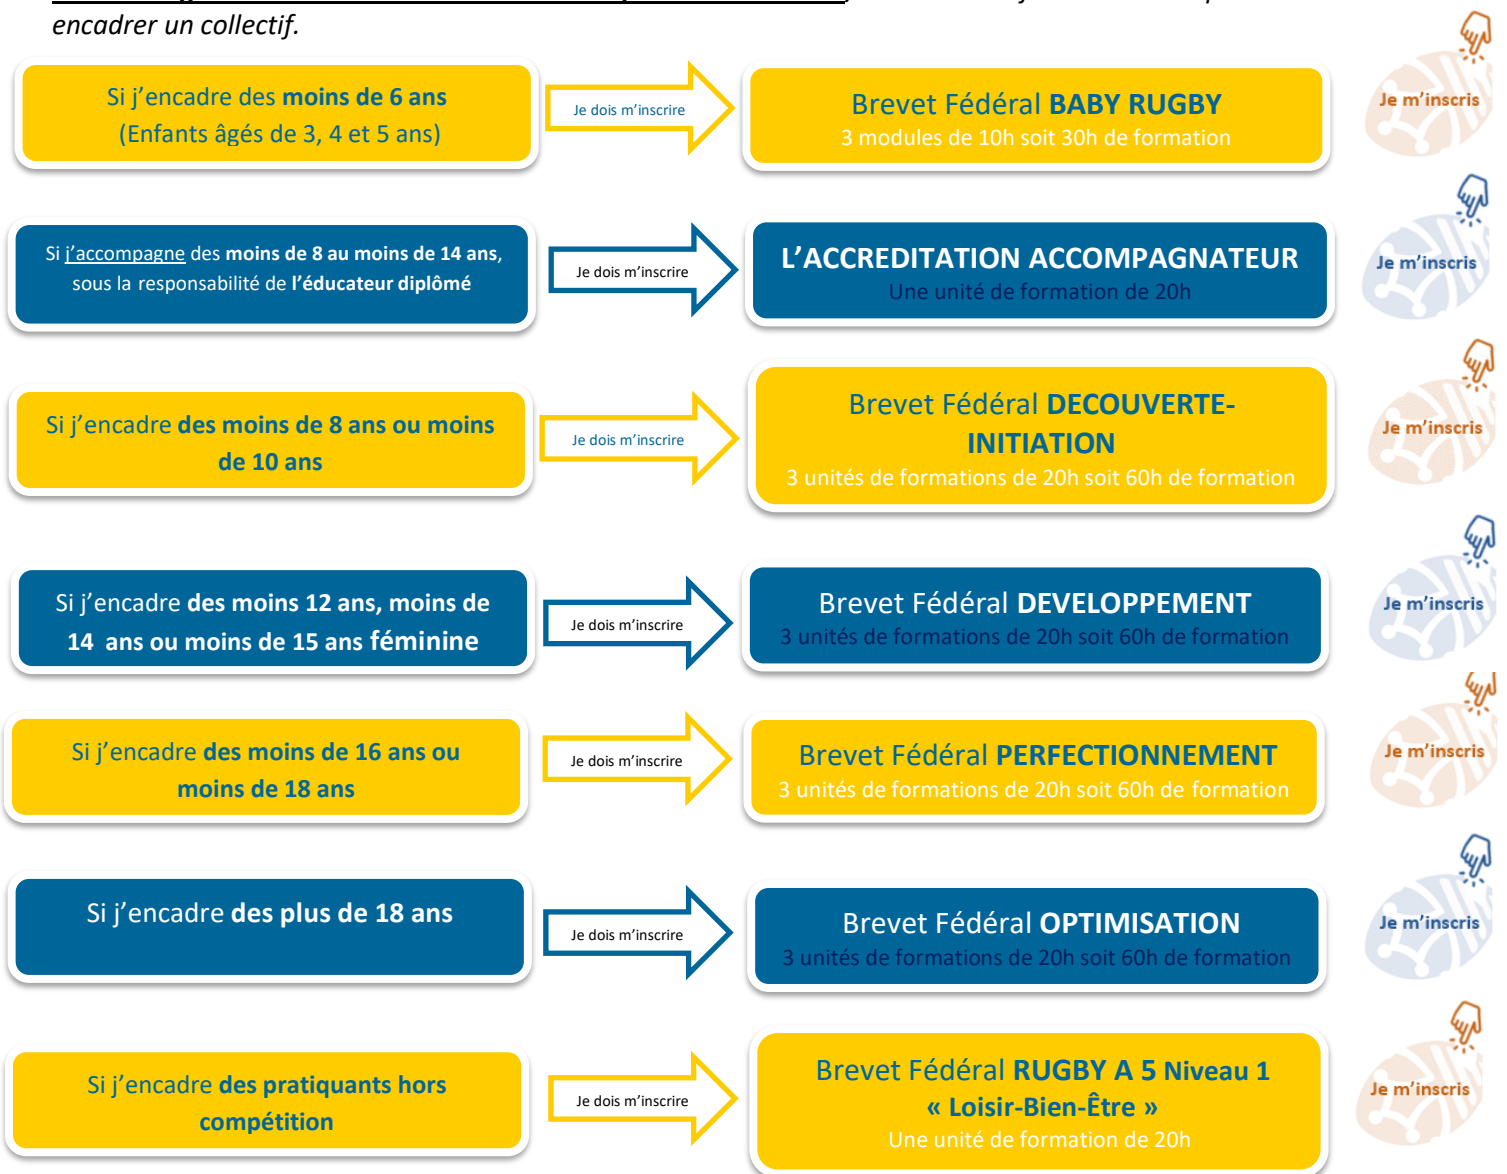 encadrer un collectif.
Si j'encadre des moins de 6 ans
(Enfants âgés de 3, 4 et 5 ans)
Je dois m'inscrire
Brevet Fédéral BABY RUGBY
3 modules de 10h soit 30h de formation
Je m'inscris
Si j'accompagne des moins de 8 au moins de 14 ans,
sous la responsabilité de l'éducateur diplômé
Je dois m'inscrire
L'ACCREDITATION ACCOMPAGNATEUR
Une unité de formation de 20h
Je m'inscris
Si j'encadre des moins de 8 ans ou moins
de 10 ans
Je dois m'inscrire
Brevet Fédéral DECOUVERTE-
INITIATION
3 unités de formations de 20h soit 60h de formation
Je m'inscris
Si j'encadre des moins 12 ans, moins de
14 ans ou moins de 15 ans féminine
Je dois m'inscrire
Brevet Fédéral DEVELOPPEMENT
3 unités de formations de 20h soit 60h de formation
Je m'inscris
Si j'encadre des moins de 16 ans ou
moins de 18 ans
Je dois m'inscrire
Brevet Fédéral PERFECTIONNEMENT
3 unités de formations de 20h soit 60h de formation
Je m'inscris
Si j'encadre des plus de 18 ans
Je dois m'inscrire
Brevet Fédéral OPTIMISATION
3 unités de formations de 20h soit 60h de formation
Je m'inscris
Si j'encadre des pratiquants hors
compétition
Je dois m'inscrire
Brevet Fédéral RUGBY A 5 Niveau 1
« Loisir-Bien-Être »
Une unité de formation de 20h
Je m'inscris